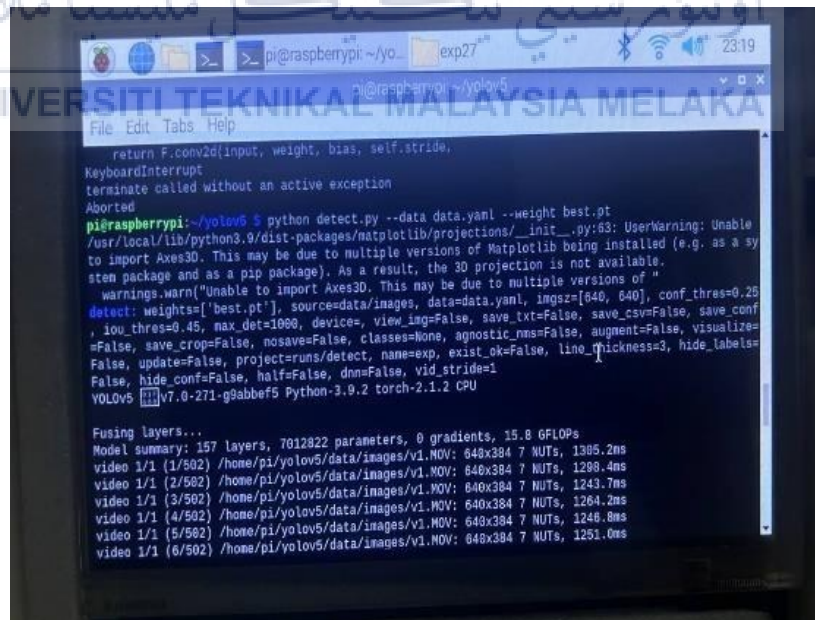 اونيورسيتي تيكنيكل مليسيا ملاك
pi@raspberrypi: ~/yo... exp27 23:19
pi@raspberrypi: ~/yolov5
UNIVERSITI TEKNIKAL MALAYSIA MELAKA
File Edit Tabs Help
return F.conv2d(input, weight, bias, self.stride,
KeyboardInterrupt
terminate called without an active exception
Aborted
pi@raspberrypi:~/yolov5 $ python detect.py --data data.yaml --weight best.pt
/usr/local/lib/python3.9/dist-packages/matplotlib/projections/__init__.py:63: UserWarning: Unable
to import Axes3D. This may be due to multiple versions of Matplotlib being installed (e.g. as a sy
stem package and as a pip package). As a result, the 3D projection is not available.
warnings.warn("Unable to import Axes3D. This may be due to multiple versions of "
detect: weights=['best.pt'], source=data/images, data=data.yaml, imgsz=[640, 640], conf_thres=0.25
, iou_thres=0.45, max_det=1000, device=, view_img=False, save_txt=False, save_csv=False, save_conf
=False, save_crop=False, nosave=False, classes=None, agnostic_nms=False, augment=False, visualize=
False, update=False, project=runs/detect, name=exp, exist_ok=False, line_thickness=3, hide_labels=
False, hide_conf=False, half=False, dnn=False, vid_stride=1
YOLOv5 v7.0-271-g9abbef5 Python-3.9.2 torch-2.1.2 CPU
Fusing layers...
Model summary: 157 layers, 7012822 parameters, 0 gradients, 15.8 GFLOPs
video 1/1 (1/502) /home/pi/yolov5/data/images/v1.MOV: 640x384 7 NUTs, 1305.2ms
video 1/1 (2/502) /home/pi/yolov5/data/images/v1.MOV: 640x384 7 NUTs, 1298.4ms
video 1/1 (3/502) /home/pi/yolov5/data/images/v1.MOV: 640x384 7 NUTs, 1243.7ms
video 1/1 (4/502) /home/pi/yolov5/data/images/v1.MOV: 640x384 7 NUTs, 1264.2ms
video 1/1 (5/502) /home/pi/yolov5/data/images/v1.MOV: 640x384 7 NUTs, 1246.8ms
video 1/1 (6/502) /home/pi/yolov5/data/images/v1.MOV: 640x384 7 NUTs, 1251.0ms